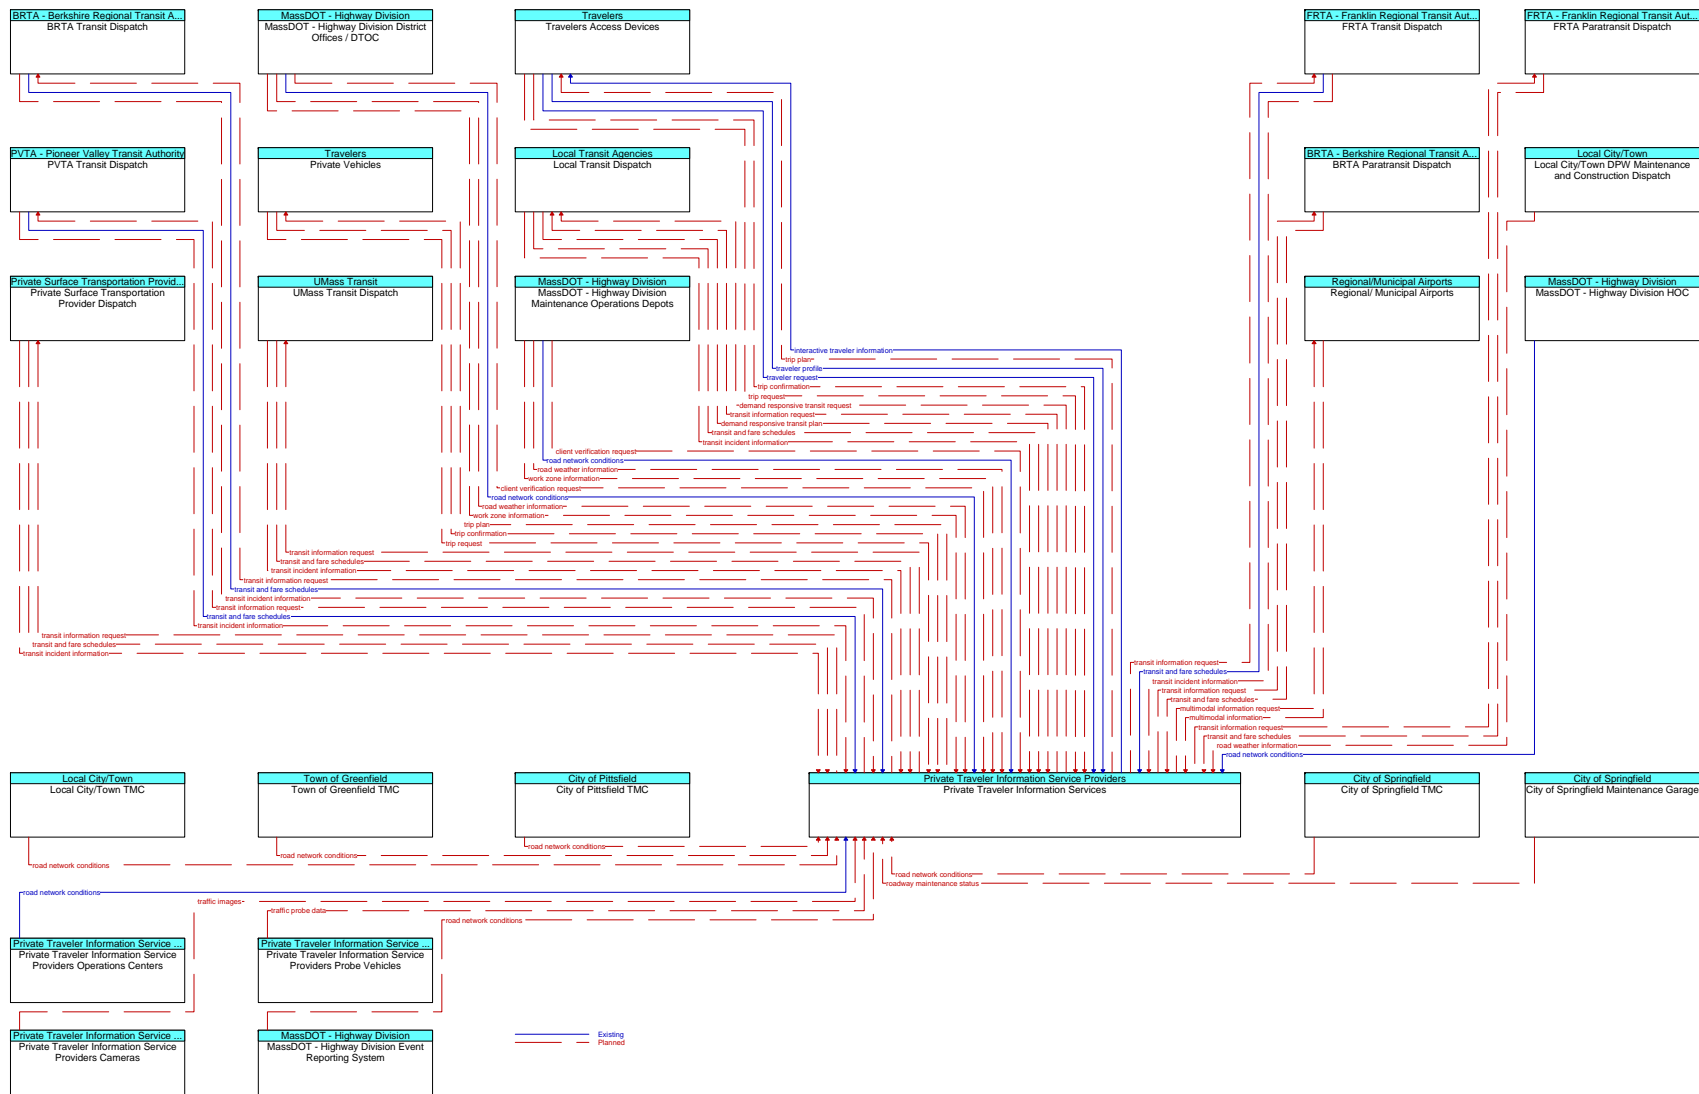 BRTA - Berkshire Regional Transit A...
BRTA Transit Dispatch
MassDOT - Highway Division
MassDOT - Highway Division District
Offices / DTOC
Travelers
Travelers Access Devices
FRTA - Franklin Regional Transit Aut...
FRTA Transit Dispatch
FRTA - Franklin Regional Transit Aut...
FRTA Paratransit Dispatch
PVTA - Pioneer Valley Transit Authority
PVTA Transit Dispatch
Travelers
Private Vehicles
Local Transit Agencies
Local Transit Dispatch
BRTA - Berkshire Regional Transit A...
BRTA Paratransit Dispatch
Local City/Town
Local City/Town DPW Maintenance
and Construction Dispatch
Private Surface Transportation Provid...
Private Surface Transportation
Provider Dispatch
UMass Transit
UMass Transit Dispatch
MassDOT - Highway Division
MassDOT - Highway Division
Maintenance Operations Depots
Regional/Municipal Airports
Regional/ Municipal Airports
MassDOT - Highway Division
MassDOT - Highway Division HOC
interactive traveler information
trip plan
traveler profile
traveler request
trip confirmation
trip request
demand responsive transit request
transit information request
demand responsive transit plan
transit and fare schedules
transit incident information
client verification request
road network conditions
road weather information
work zone information
client verification request
road network conditions
road weather information
work zone information
trip plan
trip confirmation
trip request
transit information request
transit and fare schedules
transit incident information
transit information request
transit and fare schedules
transit incident information
transit information request
transit and fare schedules
transit incident information
transit information request
transit and fare schedules
transit incident information
transit information request
transit and fare schedules
transit incident information
transit information request
transit and fare schedules
multimodal information request
multimodal information
transit information request
transit and fare schedules
road weather information
road network conditions
Local City/Town
Local City/Town TMC
Town of Greenfield
Town of Greenfield TMC
City of Pittsfield
City of Pittsfield TMC
Private Traveler Information Service Providers
Private Traveler Information Services
City of Springfield
City of Springfield TMC
City of Springfield
City of Springfield Maintenance Garage
road network conditions
road network conditions
road network conditions
road network conditions
roadway maintenance status
road network conditions
traffic images
traffic probe data
road network conditions
Private Traveler Information Service ...
Private Traveler Information Service
Providers Operations Centers
Private Traveler Information Service ...
Private Traveler Information Service
Providers Probe Vehicles
Private Traveler Information Service ...
Private Traveler Information Service
Providers Cameras
MassDOT - Highway Division
MassDOT - Highway Division Event
Reporting System
Existing
Planned